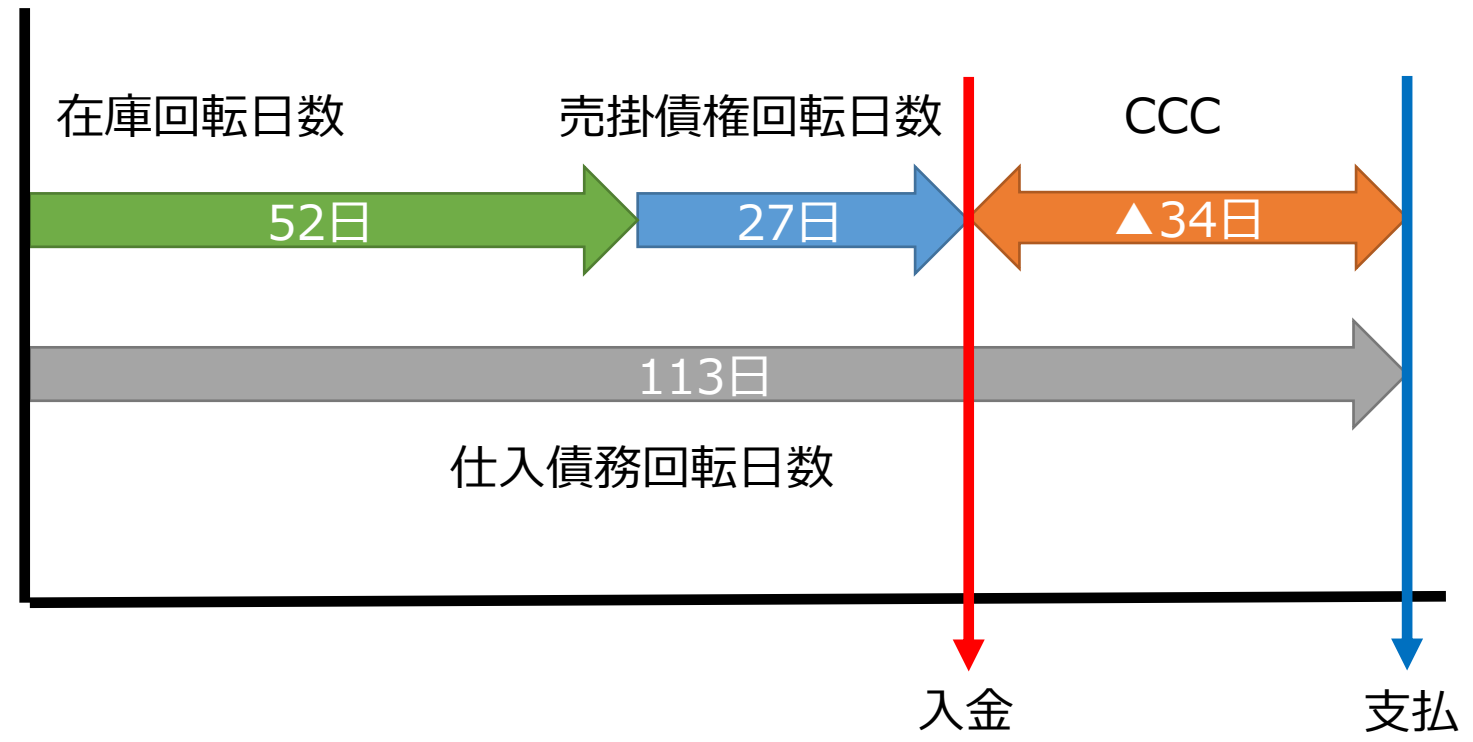 在庫回転日数
売掛債権回転日数
CCC
52日
27日
▲34日
113日
仕入債務回転日数
入金
支払